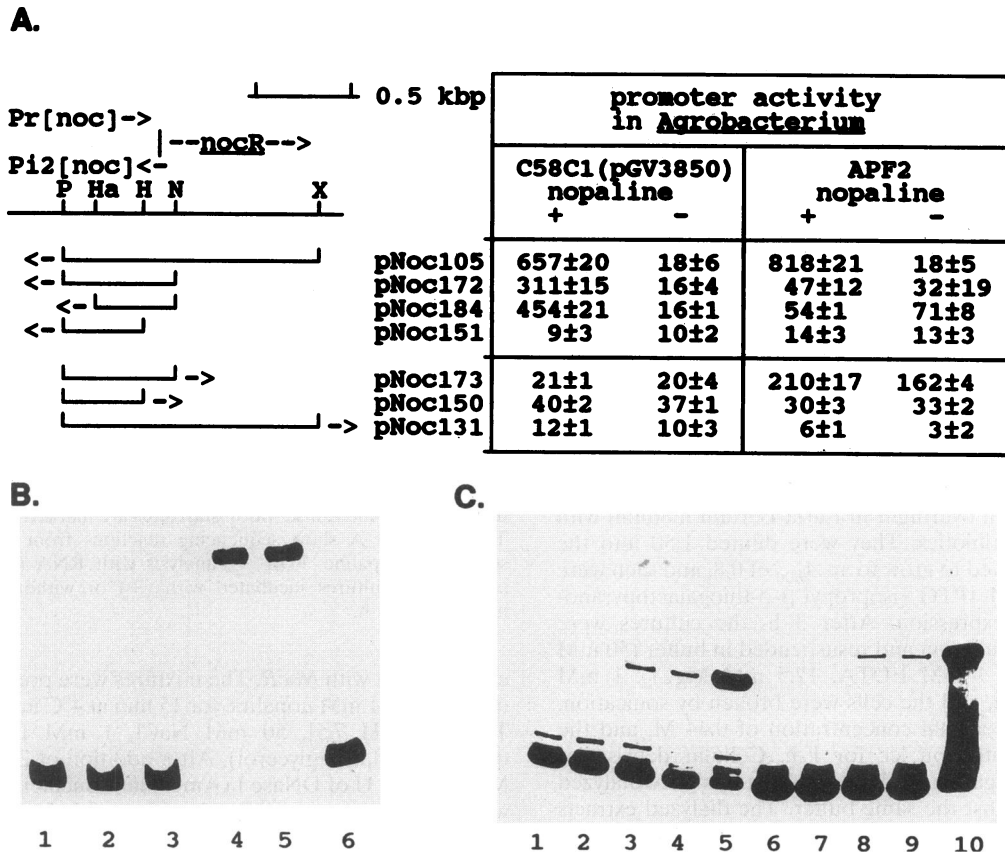 A.
0.5 kbp
Pr[noc]->
|--nocR-->
Pi2[noc]<-
P Ha H N X
promoter activity
in Agrobacterium
C58C1(pGV3850) APF2
nopaline nopaline
+ - + -
<- pNoc105 657±20 18±6 818±21 18±5
<- pNoc172 311±15 16±4 47±12 32±19
<- pNoc184 454±21 16±1 54±1 71±8
<- pNoc151 9±3 10±2 14±3 13±3
-> pNoc173 21±1 20±4 210±17 162±4
-> pNoc150 40±2 37±1 30±3 33±2
-> pNoc131 12±1 10±3 6±1 3±2
B.
1 2 3 4 5 6
C.
1 2 3 4 5 6 7 8 9 10